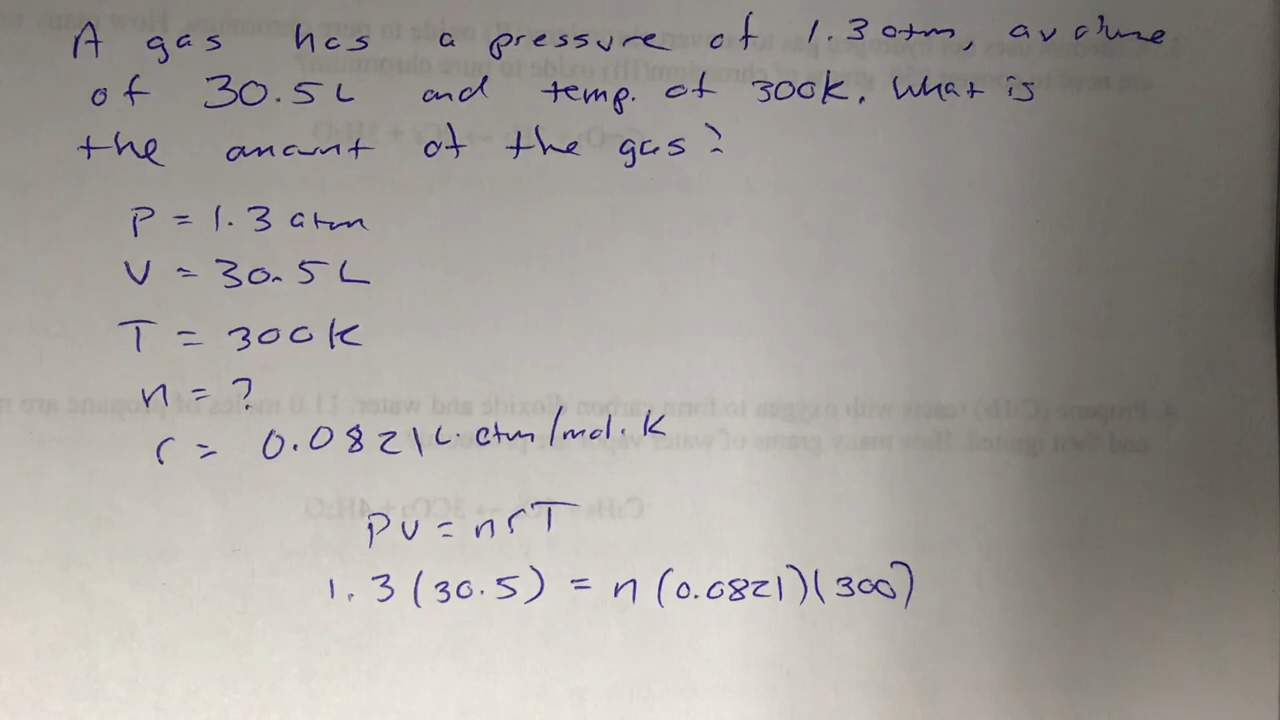 A gas has a pressure of 1.3 atm, a volume
of 30.5L and temp. of 300K. What is
the amount of the gas?
P = 1.3 atm
V = 30.5 L
T = 300K
n = ?
r = 0.0821 L·atm/mol·K
PV = nrT
1.3(30.5) = n(0.0821)(300)